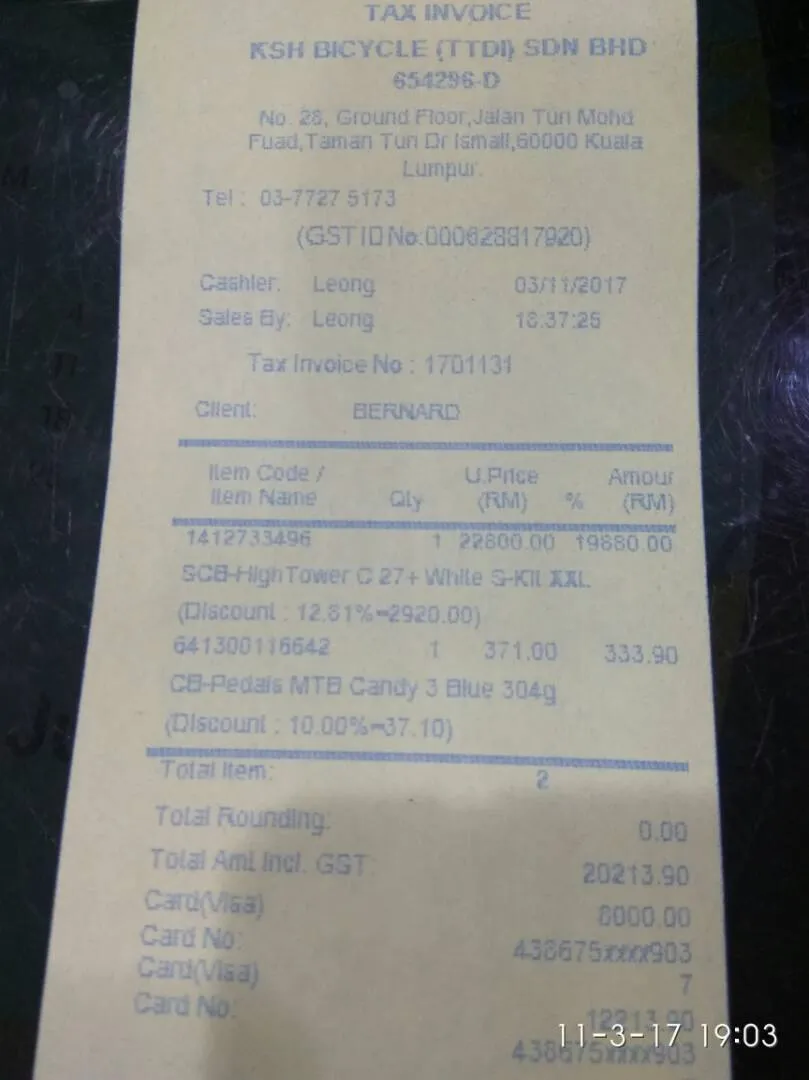 TAX INVOICE
KSH BICYCLE (TTDI) SDN BHD
654296-D
No. 28, Ground Floor,Jalan Tun Mohd
Fuad,Taman Tun Dr Ismail,60000 Kuala
Lumpur.
Tel : 03-7727 5173
(GST ID No:000628817920)
Cashier: Leong 03/11/2017
Sales By: Leong 18:37:25
Tax Invoice No : 1701131
Client: BERNARD
Item Code / U.Price Amour
Item Name Qty (RM) % (RM)
1412733496 1 22800.00 19880.00
SCB-HighTower C 27+ White S-Kit XXL
(Discount : 12.81%=2920.00)
641300116642 1 371.00 333.90
CB-Pedals MTB Candy 3 Blue 304g
(Discount : 10.00%=37.10)
Total Item: 2
Total Rounding: 0.00
Total Amt Incl. GST 20213.90
Card(Visa) 8000.00
Card No: 438675xxxx903
Card(Visa) 7
Card No: 12213.90
438675xxxx903
11-3-17 19:03